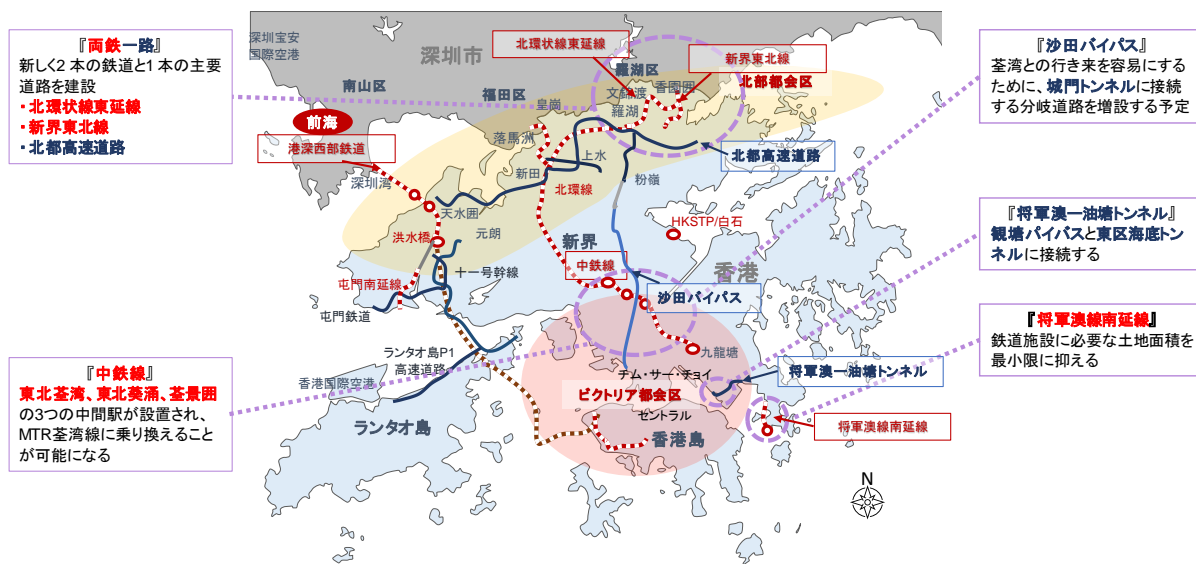 『両鉄一路』
新しく2 本の鉄道と1 本の主要
道路を建設
・北環状線東延線
・新界東北線
・北都高速道路
『中鉄線』
東北荃湾、東北葵涌、荃景囲
の3つの中間駅が設置され、
MTR荃湾線に乗り換えること
が可能になる
深圳宝安
国際空港
深圳市
南山区
福田区
皇崗
羅湖区
北環状線東延線
新界東北線
香園囲
北部都会区
文錦渡
羅湖
前海
港深西部鉄道
落馬洲
上水
北都高速道路
新田
深圳湾
北環線
粉嶺
天水囲
元朗
洪水橋
新界
HKSTP/白石
香港
中鉄線
十一号幹線
屯門南延線
沙田バイパス
屯門鉄道
ランタオ島P1
高速道路
九龍塘
香港国際空港
チム・サー・チョイ
将軍澳ー油塘トンネル
ビクトリア都会区
セントラル
ランタオ島
香港島
将軍澳線南延線
N
『沙田バイパス』
荃湾との行き来を容易にする
ために、城門トンネルに接続
する分岐道路を増設する予定
『将軍澳ー油塘トンネル』
観塘バイパスと東区海底トン
ネルに接続する
『将軍澳線南延線』
鉄道施設に必要な土地面積を
最小限に抑える